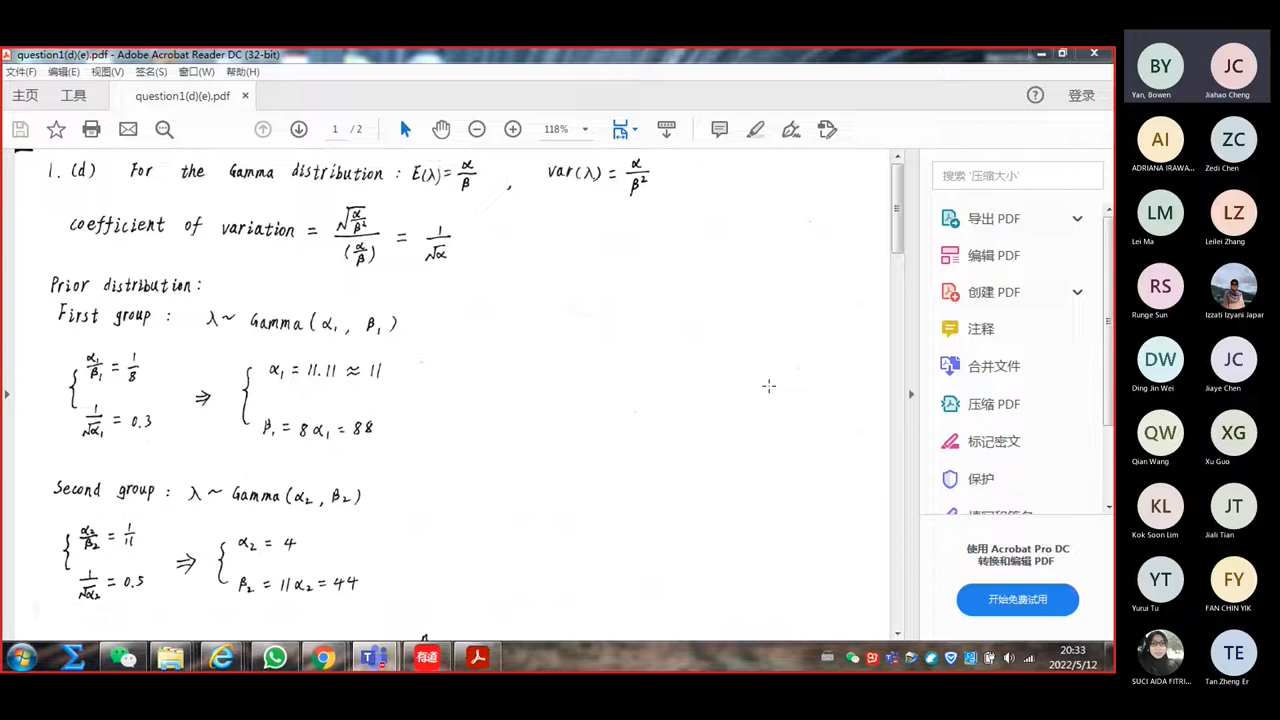 question1(d)(e).pdf - Adobe Acrobat Reader DC (32-bit)
文件(F) 编辑(E) 视图(V) 签名(S) 窗口(W) 帮助(H)
主页 工具 question1(d)(e).pdf ×
1 / 2 118%
登录
1. (d) For the Gamma distribution : E(λ) = α/β , var(λ) = α/β²
coefficient of variation = √(α/β²) / (α/β) = 1/√α
Prior distribution:
First group : λ ~ Gamma(α₁, β₁)
α₁/β₁ = 1/8 ⇒ α₁ = 11.11 ≈ 11
1/√α₁ = 0.3 β₁ = 8α₁ = 88
Second group : λ ~ Gamma(α₂, β₂)
α₂/β₂ = 1/11 ⇒ α₂ = 4
1/√α₂ = 0.5 β₂ = 11α₂ = 44
搜索 '压缩大小'
导出 PDF
编辑 PDF
创建 PDF
注释
合并文件
压缩 PDF
标记密文
保护
使用 Acrobat Pro DC
转换和编辑 PDF
开始免费试用
有道
20:33
2022/5/12
BY JC
Yan, Bowen Jiahao Cheng
AI ZC
ADRIANA IRAWA... Zedi Chen
LM LZ
Lei Ma Leilei Zhang
RS
Runge Sun Izzati Izyani Japar
DW JC
Ding Jin Wei Jiaye Chen
QW XG
Qian Wang Xu Guo
KL JT
Kok Soon Lim Jiali Tian
YT FY
Yurui Tu FAN CHIN YIK
TE
SUCI AIDA FITRI... Tan Zheng Er